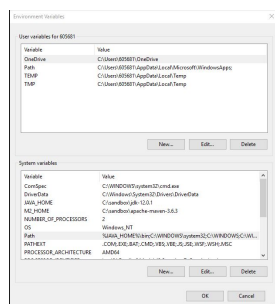 Environment Variables
User variables for 605681
Variable Value
OneDrive C:\Users\605681\OneDrive
Path C:\Users\605681\AppData\Local\Microsoft\WindowsApps;
TEMP C:\Users\605681\AppData\Local\Temp
TMP C:\Users\605681\AppData\Local\Temp
New... Edit... Delete
System variables
Variable Value
ComSpec C:\WINDOWS\system32\cmd.exe
DriverData C:\Windows\System32\Drivers\DriverData
JAVA_HOME C:\sandbox\jdk-12.0.1
M2_HOME C:\sandbox\apache-maven-3.6.3
NUMBER_OF_PROCESSORS 2
OS Windows_NT
Path %JAVA_HOME%\bin;C:\WINDOWS\system32;C:\WINDOWS;C:\WI...
PATHEXT .COM;.EXE;.BAT;.CMD;.VBS;.VBE;.JS;.JSE;.WSF;.WSH;.MSC
PROCESSOR_ARCHITECTURE AMD64
New... Edit... Delete
OK Cancel